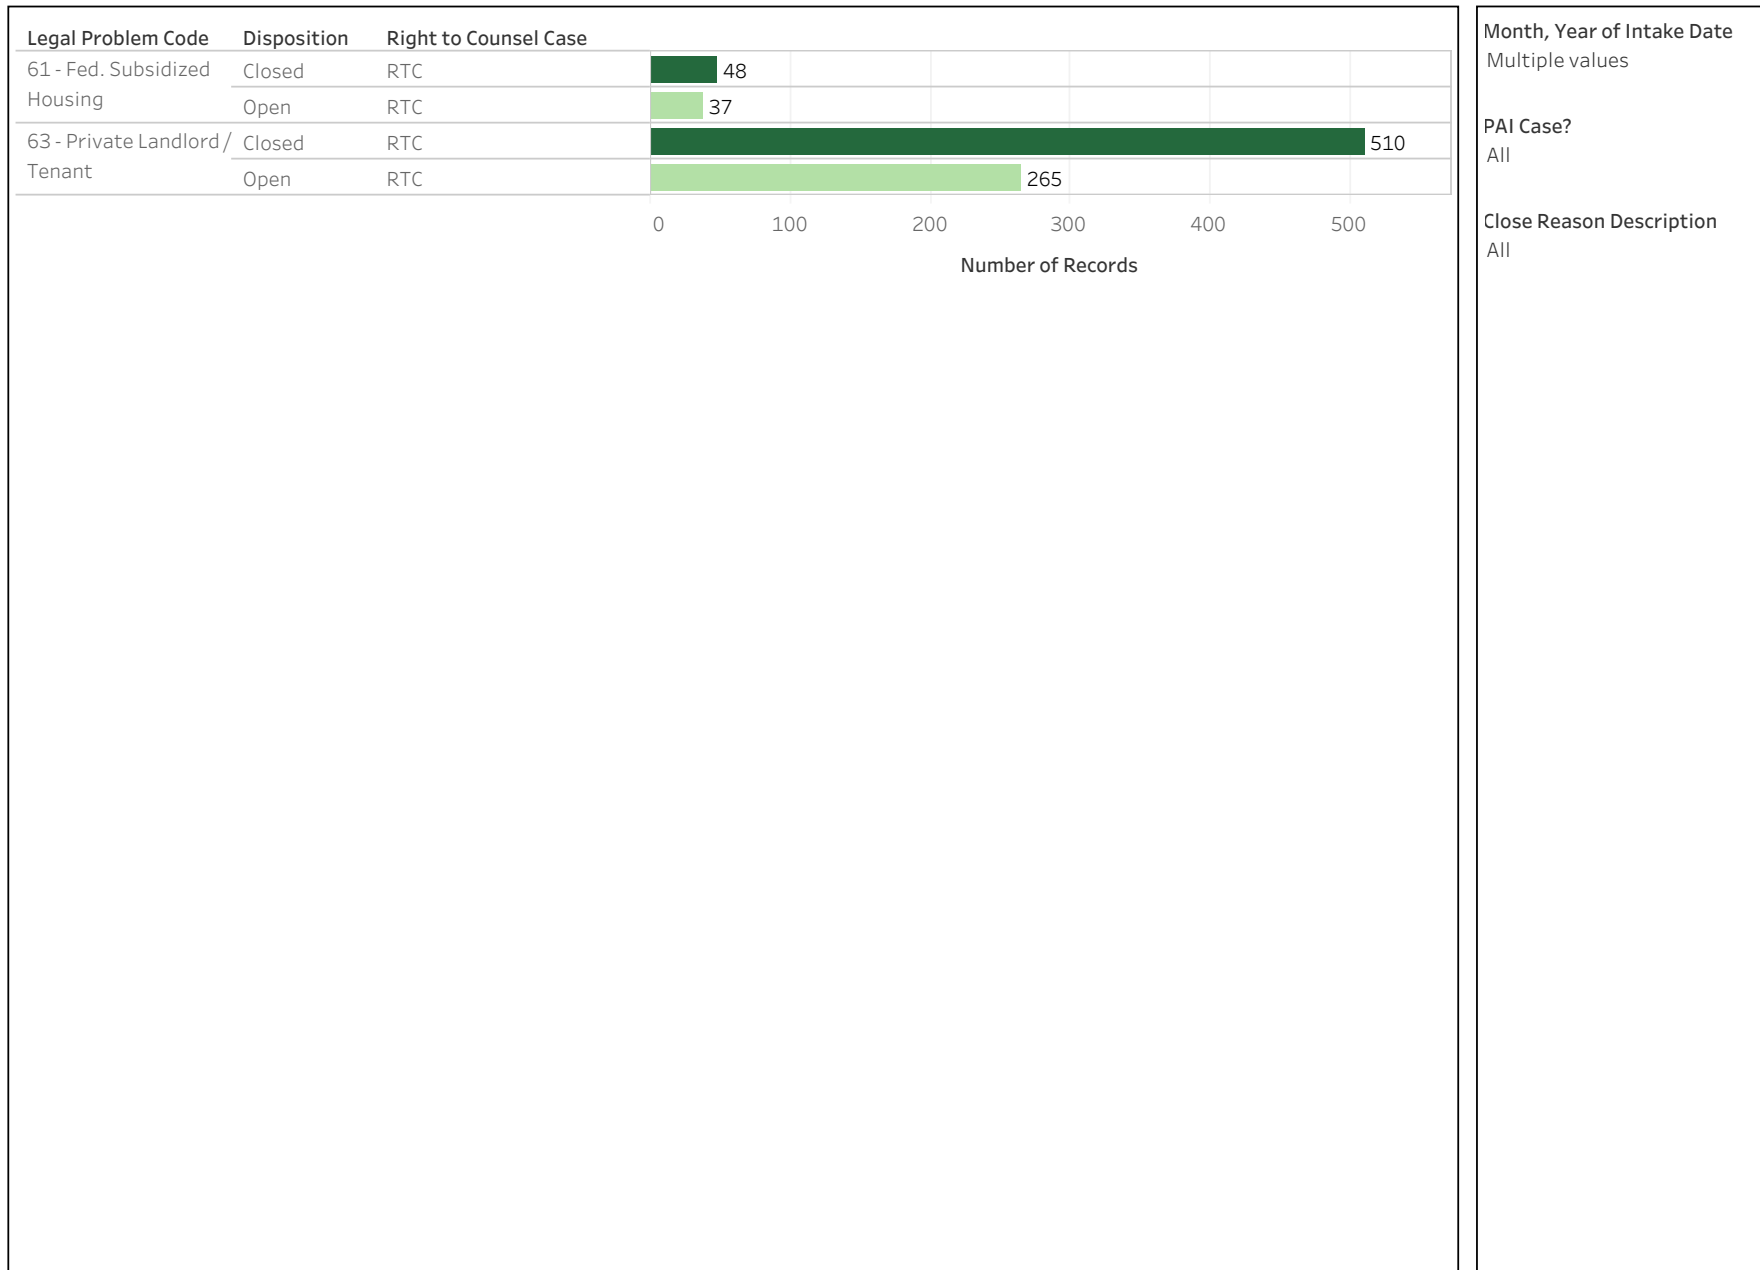 Legal Problem Code Disposition Right to Counsel Case
61 - Fed. Subsidized Housing Closed RTC 48
Open RTC 37
63 - Private Landlord / Tenant Closed RTC 510
Open RTC 265
0 100 200 300 400 500
Number of Records
Month, Year of Intake Date
Multiple values
PAI Case?
All
Close Reason Description
All